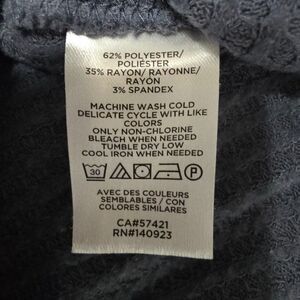 62% POLYESTER/
POLIÉSTER
35% RAYON/ RAYONNE/
RAYÓN
3% SPANDEX
MACHINE WASH COLD
DELICATE CYCLE WITH LIKE
COLORS
ONLY NON-CHLORINE
BLEACH WHEN NEEDED
TUMBLE DRY LOW
COOL IRON WHEN NEEDED
30 P
AVEC DES COULEURS
SEMBLABLES / CON
COLORES SIMILARES
CA#57421
RN#140923